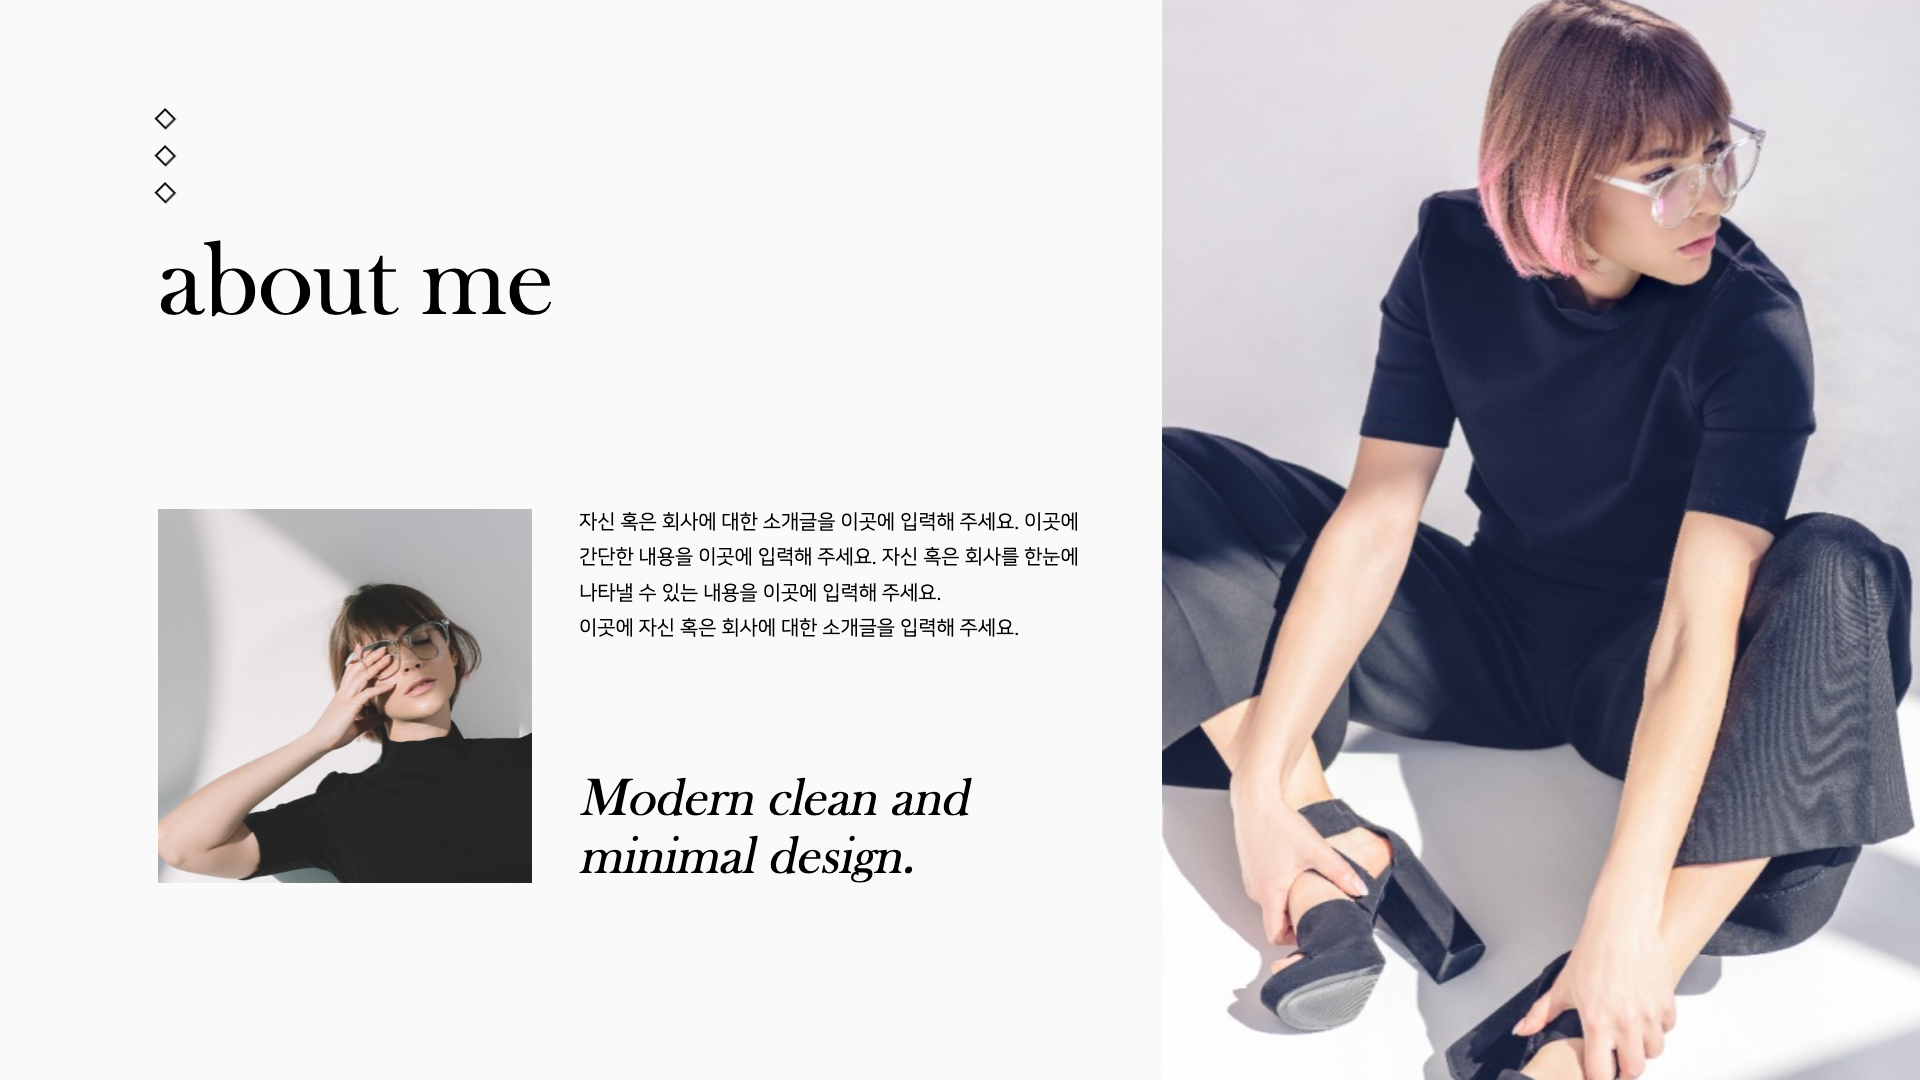 about me
자신 혹은 회사에 대한 소개글을 이곳에 입력해 주세요. 이곳에
간단한 내용을 이곳에 입력해 주세요. 자신 혹은 회사를 한눈에
나타낼 수 있는 내용을 이곳에 입력해 주세요.
이곳에 자신 혹은 회사에 대한 소개글을 입력해 주세요.
Modern clean and
minimal design.